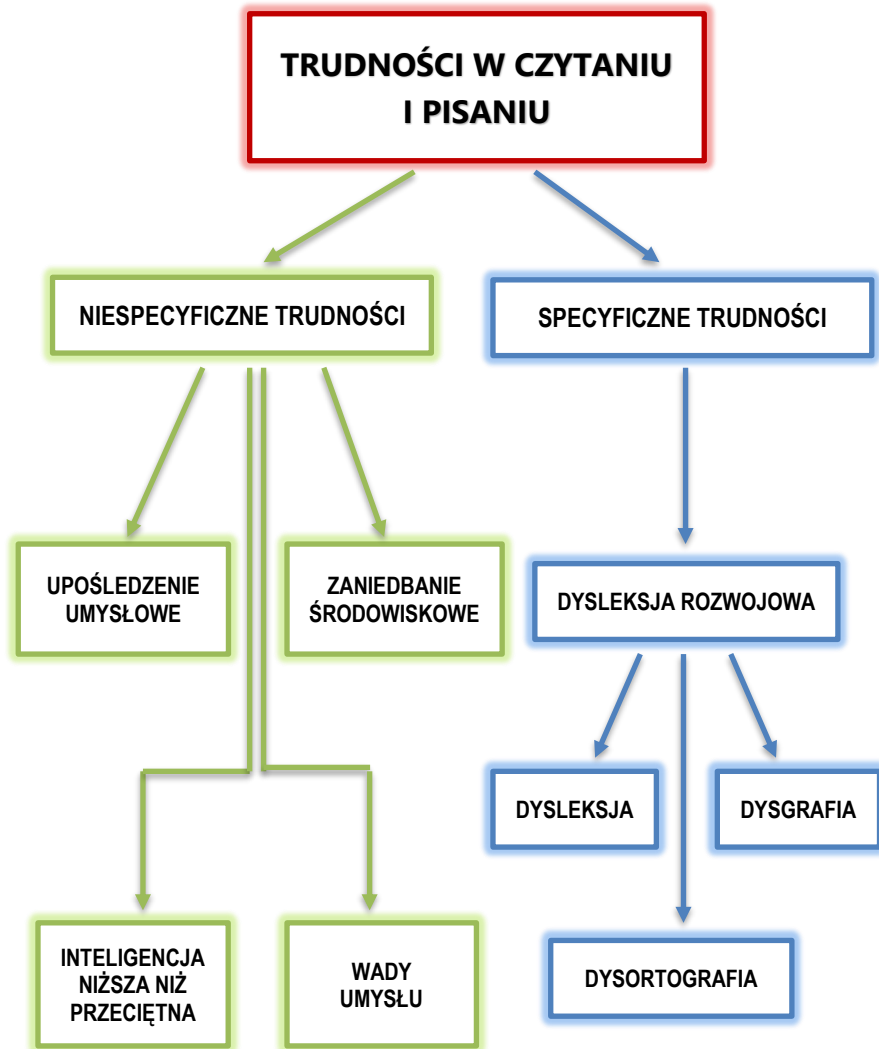 TRUDNOŚCI W CZYTANIU
I PISANIU
NIESPECYFICZNE TRUDNOŚCI
SPECYFICZNE TRUDNOŚCI
UPOŚLEDZENIE
UMYSŁOWE
ZANIEDBANIE
ŚRODOWISKOWE
DYSLEKSJA ROZWOJOWA
DYSLEKSJA
DYSGRAFIA
INTELIGENCJA
NIŻSZA NIŻ
PRZECIĘTNA
WADY
UMYSŁU
DYSORTOGRAFIA